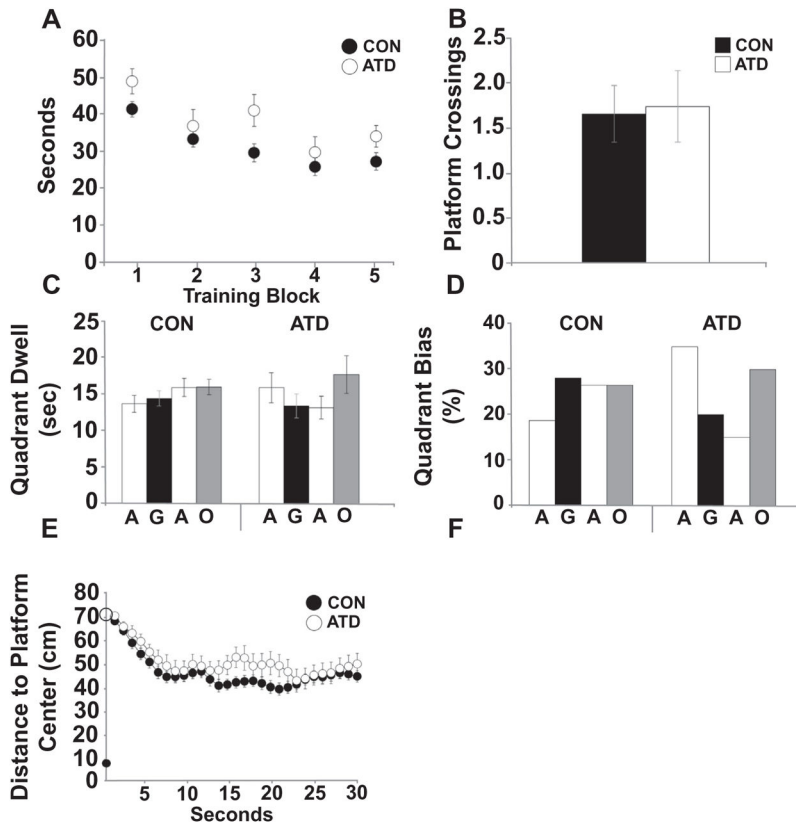 A
60
50
40
30
20
10
0
Seconds
CON
ATD
1 2 3 4 5
Training Block
B
2.5
2.0
1.5
1.0
0.5
0
Platform Crossings
CON
ATD
C
25
20
15
10
5
0
Quadrant Dwell
(sec)
CON ATD
A G A O A G A O
D
40
30
20
10
0
Quadrant Bias
(%)
CON ATD
A G A O A G A O
E
80
70
60
50
40
30
20
10
0
Distance to Platform
Center (cm)
CON
ATD
5 10 15 20 25 30
Seconds
F